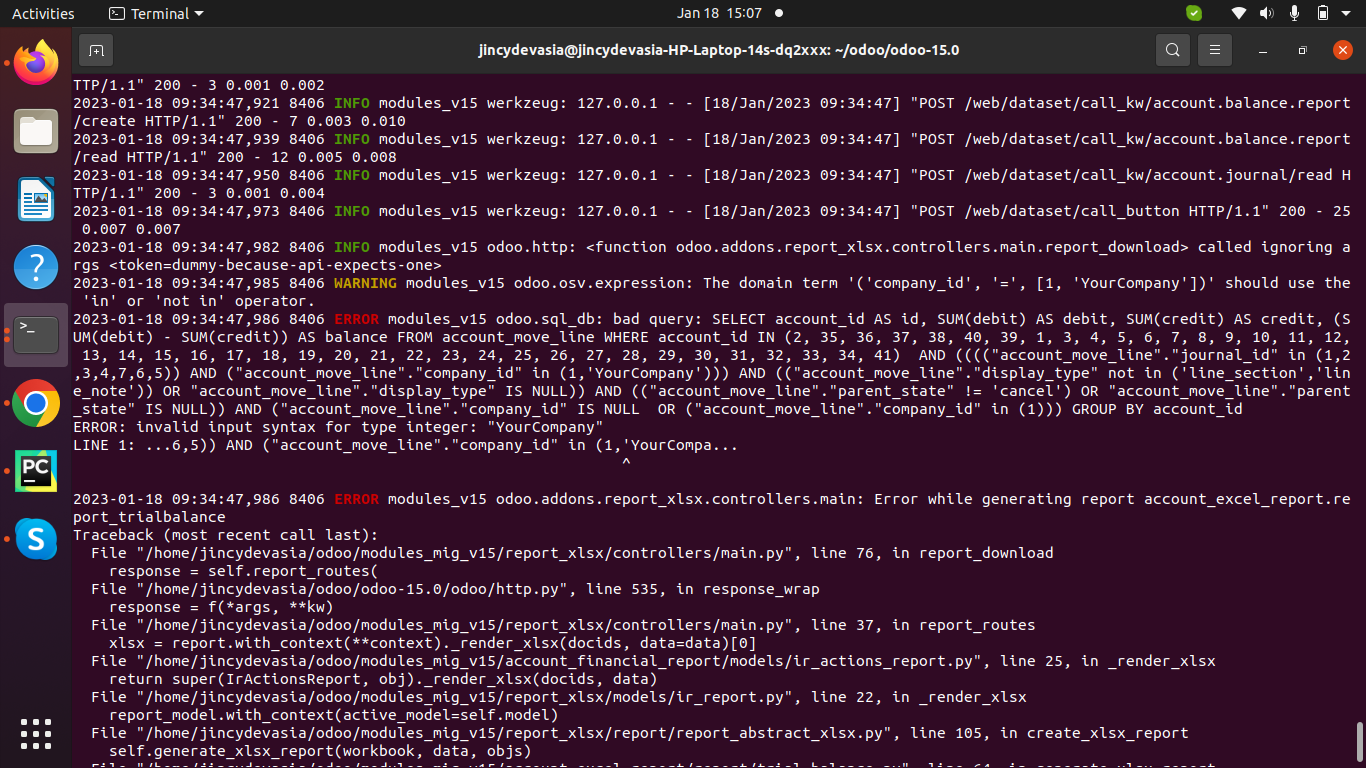 Activities
Terminal
Jan 18 15:07
jincydevasia@jincydevasia-HP-Laptop-14s-dq2xxx: ~/odoo/odoo-15.0
TTP/1.1" 200 - 3 0.001 0.002
2023-01-18 09:34:47,921 8406 INFO modules_v15 werkzeug: 127.0.0.1 - - [18/Jan/2023 09:34:47] "POST /web/dataset/call_kw/account.balance.report
/create HTTP/1.1" 200 - 7 0.003 0.010
2023-01-18 09:34:47,939 8406 INFO modules_v15 werkzeug: 127.0.0.1 - - [18/Jan/2023 09:34:47] "POST /web/dataset/call_kw/account.balance.report
/read HTTP/1.1" 200 - 12 0.005 0.008
2023-01-18 09:34:47,950 8406 INFO modules_v15 werkzeug: 127.0.0.1 - - [18/Jan/2023 09:34:47] "POST /web/dataset/call_kw/account.journal/read H
TTP/1.1" 200 - 3 0.001 0.004
2023-01-18 09:34:47,973 8406 INFO modules_v15 werkzeug: 127.0.0.1 - - [18/Jan/2023 09:34:47] "POST /web/dataset/call_button HTTP/1.1" 200 - 25
0.007 0.007
2023-01-18 09:34:47,982 8406 INFO modules_v15 odoo.http: <function odoo.addons.report_xlsx.controllers.main.report_download> called ignoring a
rgs <token=dummy-because-api-expects-one>
2023-01-18 09:34:47,985 8406 WARNING modules_v15 odoo.osv.expression: The domain term '('company_id', '=', [1, 'YourCompany'])' should use the
'in' or 'not in' operator.
2023-01-18 09:34:47,986 8406 ERROR modules_v15 odoo.sql_db: bad query: SELECT account_id AS id, SUM(debit) AS debit, SUM(credit) AS credit, (S
UM(debit) - SUM(credit)) AS balance FROM account_move_line WHERE account_id IN (2, 35, 36, 37, 38, 40, 39, 1, 3, 4, 5, 6, 7, 8, 9, 10, 11, 12,
13, 14, 15, 16, 17, 18, 19, 20, 21, 22, 23, 24, 25, 26, 27, 28, 29, 30, 31, 32, 33, 34, 41)  AND (((("account_move_line"."journal_id" in (1,2
,3,4,7,6,5)) AND ("account_move_line"."company_id" in (1,'YourCompany'))) AND (("account_move_line"."display_type" not in ('line_section','lin
e_note')) OR "account_move_line"."display_type" IS NULL)) AND (("account_move_line"."parent_state" != 'cancel') OR "account_move_line"."parent
_state" IS NULL)) AND ("account_move_line"."company_id" IS NULL  OR ("account_move_line"."company_id" in (1))) GROUP BY account_id
ERROR: invalid input syntax for type integer: "YourCompany"
LINE 1: ...6,5)) AND ("account_move_line"."company_id" in (1,'YourCompa...
^
2023-01-18 09:34:47,986 8406 ERROR modules_v15 odoo.addons.report_xlsx.controllers.main: Error while generating report account_excel_report.re
port_trialbalance
Traceback (most recent call last):
File "/home/jincydevasia/odoo/modules_mig_v15/report_xlsx/controllers/main.py", line 76, in report_download
response = self.report_routes(
File "/home/jincydevasia/odoo/odoo-15.0/odoo/http.py", line 535, in response_wrap
response = f(*args, **kw)
File "/home/jincydevasia/odoo/modules_mig_v15/report_xlsx/controllers/main.py", line 37, in report_routes
xlsx = report.with_context(**context)._render_xlsx(docids, data=data)[0]
File "/home/jincydevasia/odoo/modules_mig_v15/account_financial_report/models/ir_actions_report.py", line 25, in _render_xlsx
return super(IrActionsReport, obj)._render_xlsx(docids, data)
File "/home/jincydevasia/odoo/modules_mig_v15/report_xlsx/models/ir_report.py", line 22, in _render_xlsx
report_model.with_context(active_model=self.model)
File "/home/jincydevasia/odoo/modules_mig_v15/report_xlsx/report/report_abstract_xlsx.py", line 105, in create_xlsx_report
self.generate_xlsx_report(workbook, data, objs)